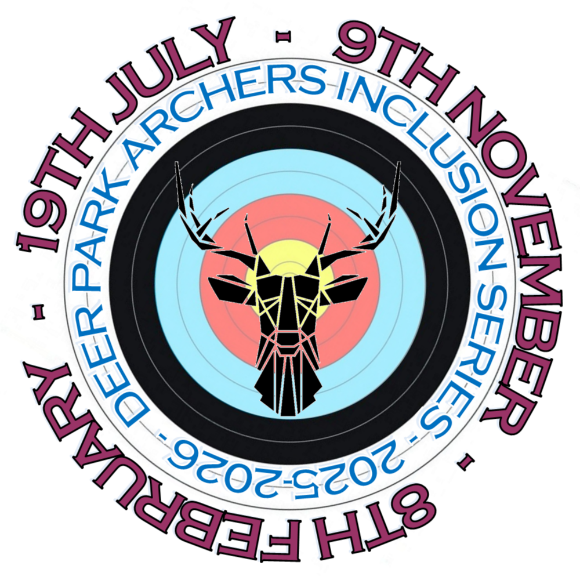 19TH JULY - 9TH NOVEMBER - 8TH FEBRUARY -
DEER PARK ARCHERS INCLUSION SERIES - 2025-2026 -